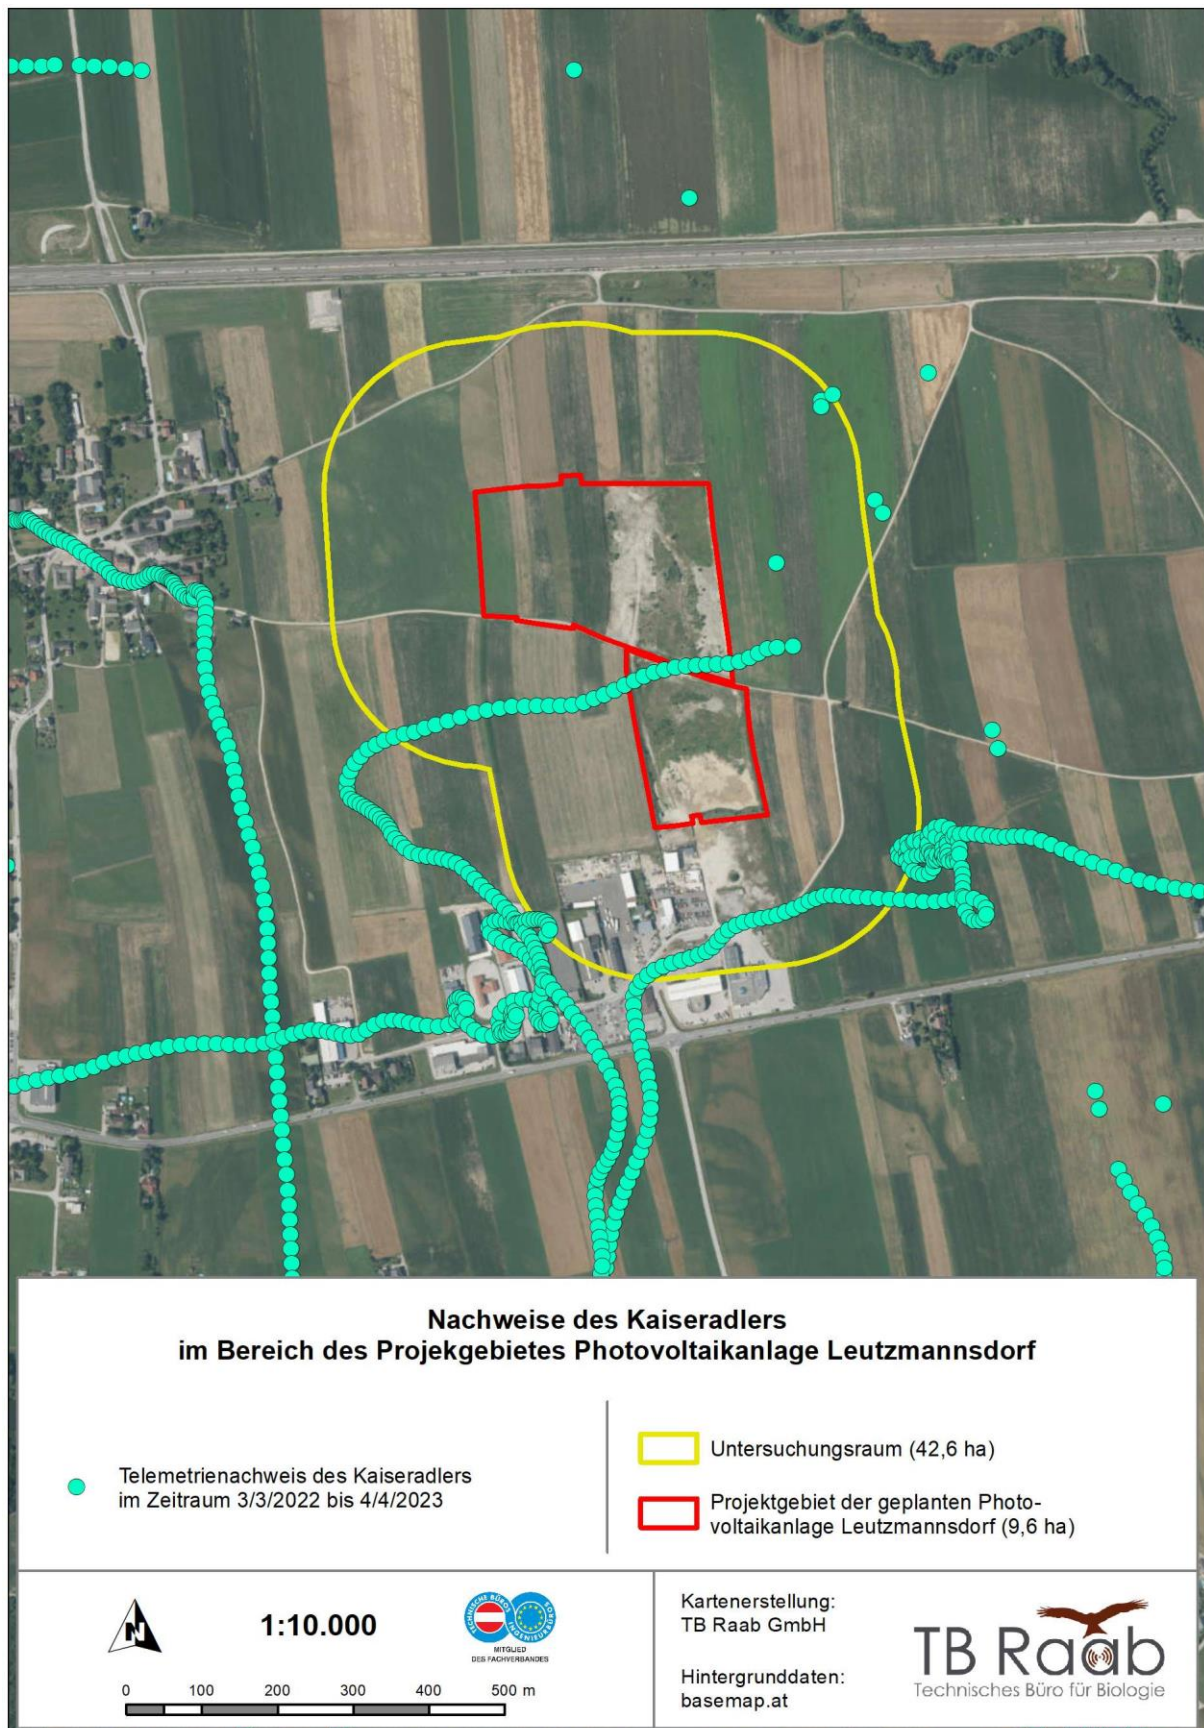 Nachweise des Kaiseradlers
im Bereich des Projekgebietes Photovoltaikanlage Leutzmannsdorf
Telemetrienachweis des Kaiseradlers
im Zeitraum 3/3/2022 bis 4/4/2023
Untersuchungsraum (42,6 ha)
Projektgebiet der geplanten Photo-
voltaikanlage Leutzmannsdorf (9,6 ha)
N
1:10.000
TECHNISCHE BÜROS
INGENIEURBÜROS
MITGLIED
DES FACHVERBANDES
0 100 200 300 400 500 m
Kartenerstellung:
TB Raab GmbH
Hintergrunddaten:
basemap.at
TB Raab
Technisches Büro für Biologie